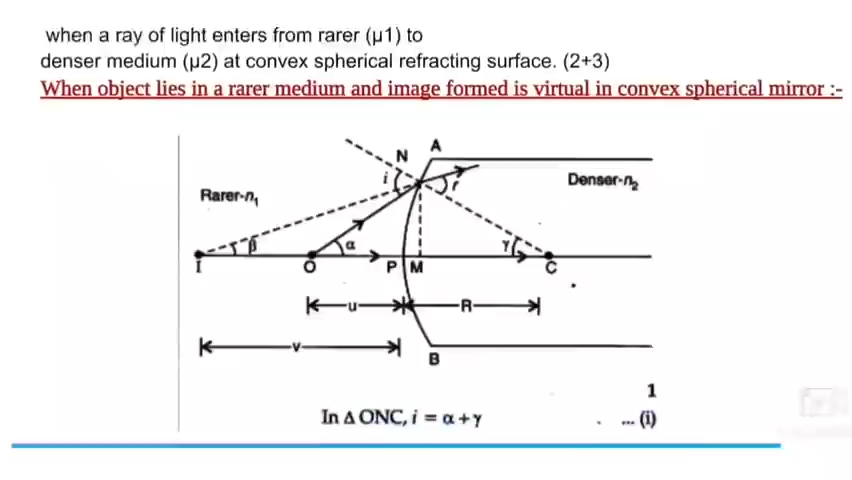 when a ray of light enters from rarer (μ1) to
denser medium (μ2) at convex spherical refracting surface. (2+3)
When object lies in a rarer medium and image formed is virtual in convex spherical mirror :-
A
N
i
r
Rarer-n₁
Denser-n₂
β
α
γ
I
O
P
M
C
u
R
v
B
1
In Δ ONC, i = α + γ ... (i)